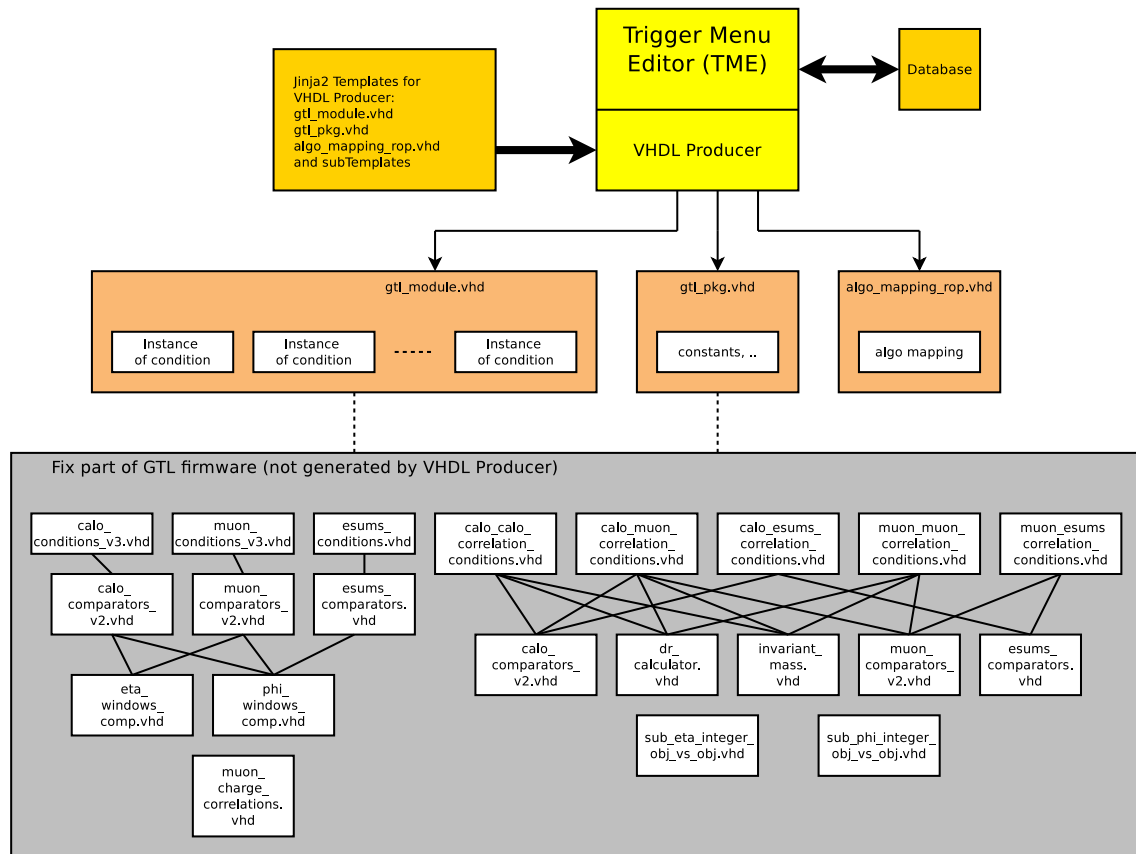 Trigger Menu
Editor (TME)
Database
Jinja2 Templates for
VHDL Producer:
gtl_module.vhd
gtl_pkg.vhd
algo_mapping_rop.vhd
and subTemplates
VHDL Producer
gtl_module.vhd
Instance
of condition
Instance
of condition
-----
Instance
of condition
gtl_pkg.vhd
constants, ..
algo_mapping_rop.vhd
algo mapping
Fix part of GTL firmware (not generated by VHDL Producer)
calo_
conditions_v3.vhd
muon_
conditions_v3.vhd
esums_
conditions.vhd
calo_calo_
correlation_
conditions.vhd
calo_muon_
correlation_
conditions.vhd
calo_esums_
correlation_
conditions.vhd
muon_muon_
correlation_
conditions.vhd
muon_esums
correlation_
conditions.vhd
calo_
comparators_
v2.vhd
muon_
comparators_
v2.vhd
esums_
comparators.
vhd
calo_
comparators_
v2.vhd
dr_
calculator.
vhd
invariant_
mass.
vhd
muon_
comparators_
v2.vhd
esums_
comparators.
vhd
eta_
windows_
comp.vhd
phi_
windows_
comp.vhd
sub_eta_integer_
obj_vs_obj.vhd
sub_phi_integer_
obj_vs_obj.vhd
muon_
charge_
correlations.
vhd